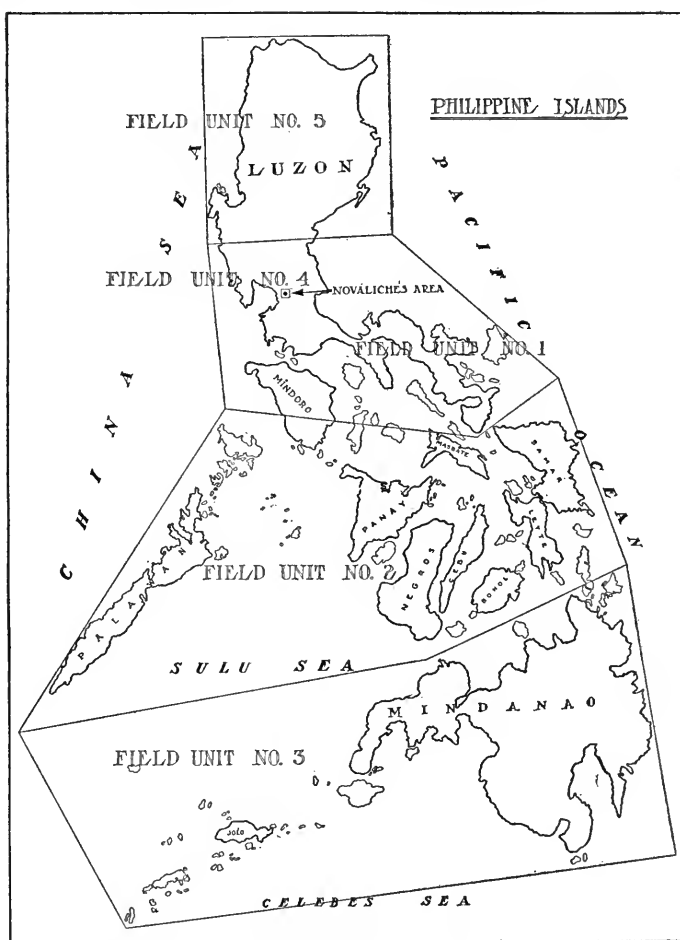 PHILIPPINE ISLANDS
FIELD UNIT NO. 5
LUZON
CHINA SEA
PACIFIC OCEAN
FIELD UNIT NO. 4
NOVÁLICHES AREA
FIELD UNIT NO. 1
MINDORO
MASBATE
SAMAR
PANAY
LEYTE
PALAWAN
NEGROS
CEBU
BOHOL
FIELD UNIT NO. 2
SULU SEA
MINDANAO
FIELD UNIT NO. 3
JOLO
CELEBES SEA